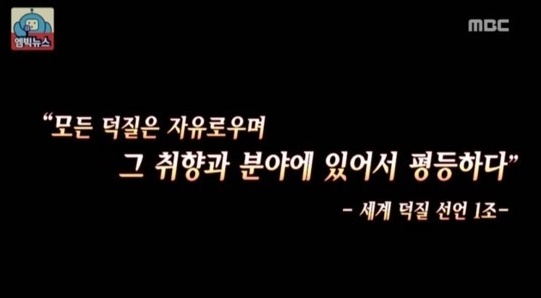 엠빅뉴스
MBC
“모든 덕질은 자유로우며
그 취향과 분야에 있어서 평등하다”
- 세계 덕질 선언 1조-